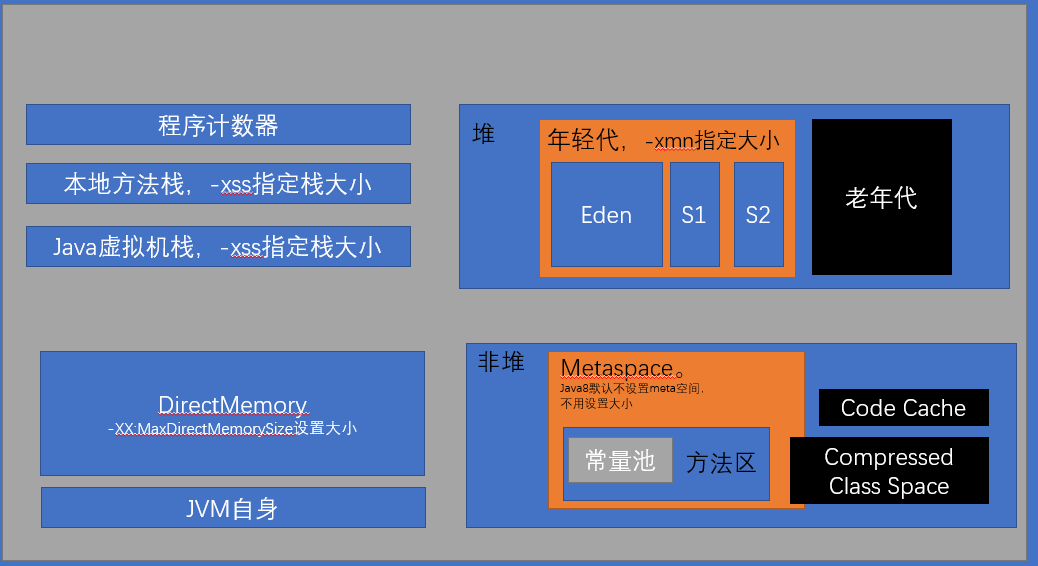 程序计数器
本地方法栈，-xss指定栈大小
Java虚拟机栈，-xss指定栈大小
堆
年轻代，-xmn指定大小
Eden
S1
S2
老年代
DirectMemory
-XX:MaxDirectMemorySize设置大小
JVM自身
非堆
Metaspace。
Java8默认不设置meta空间，
不用设置大小
常量池
方法区
Code Cache
Compressed
Class Space